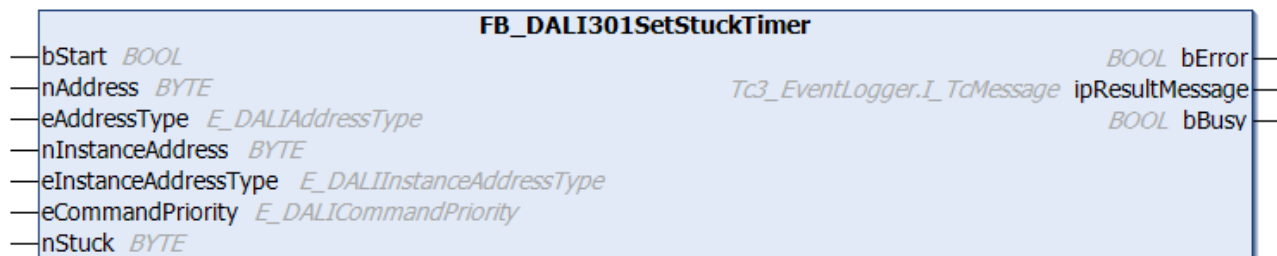 FB_DALI301SetStuckTimer
bStart BOOL BOOL bError
nAddress BYTE Tc3_EventLogger.I_TcMessage ipResultMessage
eAddressType E_DALIAddressType BOOL bBusy
nInstanceAddress BYTE
eInstanceAddressType E_DALIInstanceAddressType
eCommandPriority E_DALICommandPriority
nStuck BYTE